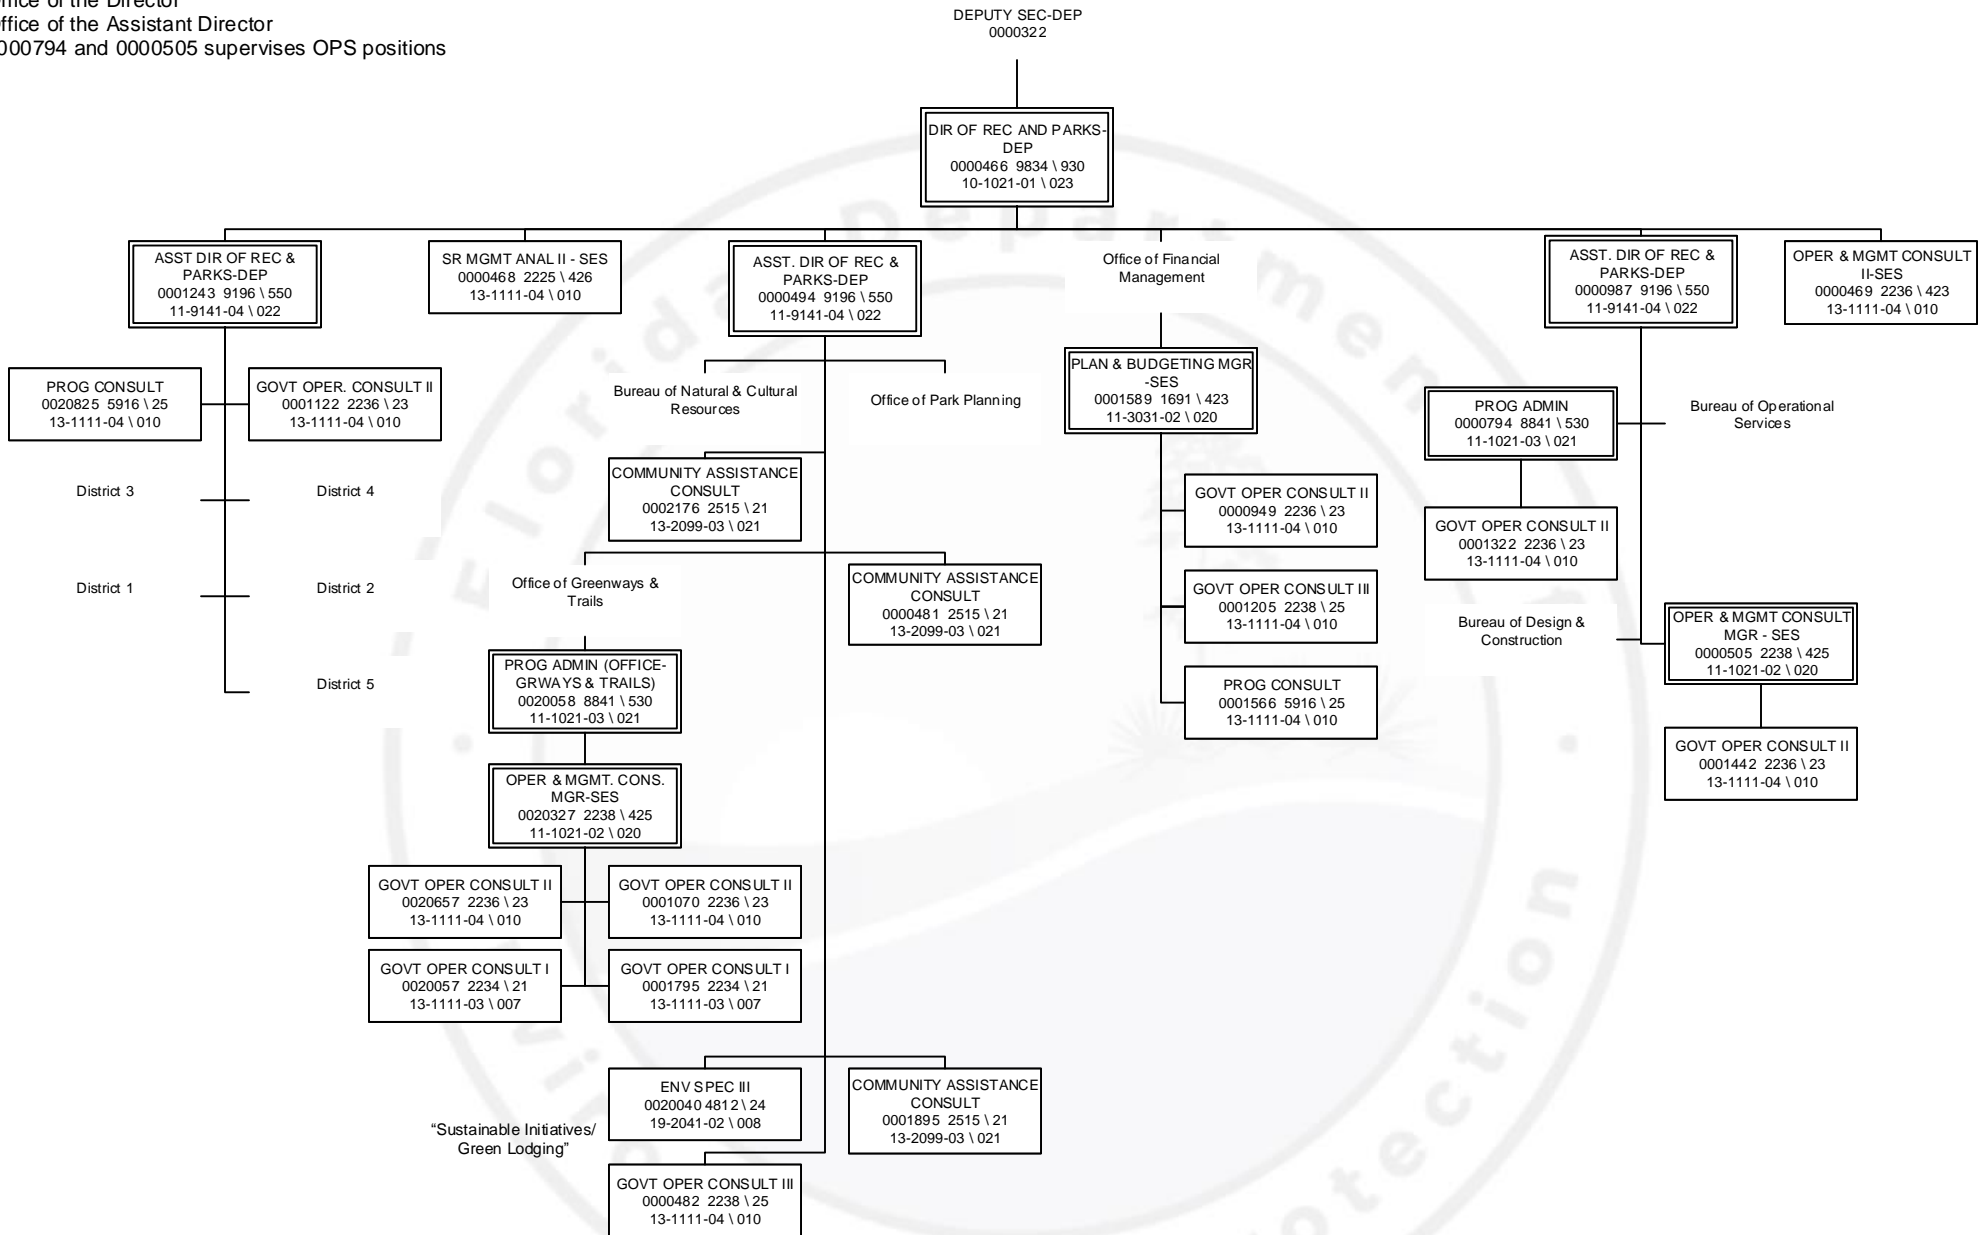 ffice of the Director
ffice of the Assistant Director
000794 and 0000505 supervises OPS positions
DEPUTY SEC-DEP
0000322
DIR OF REC AND PARKS-
DEP
0000466 9834 \ 930
10-1021-01 \ 023
ASST DIR OF REC &
PARKS-DEP
0001243 9196 \ 550
11-9141-04 \ 022
SR MGMT ANAL II - SES
0000468 2225 \ 426
13-1111-04 \ 010
ASST. DIR OF REC &
PARKS-DEP
0000494 9196 \ 550
11-9141-04 \ 022
Office of Financial
Management
ASST. DIR OF REC &
PARKS-DEP
0000987 9196 \ 550
11-9141-04 \ 022
OPER & MGMT CONSULT
II-SES
0000469 2236 \ 423
13-1111-04 \ 010
PROG CONSULT
0020825 5916 \ 25
13-1111-04 \ 010
GOVT OPER. CONSULT II
0001122 2236 \ 23
13-1111-04 \ 010
District 3
District 4
District 1
District 2
District 5
Bureau of Natural & Cultural
Resources
Office of Park Planning
COMMUNITY ASSISTANCE
CONSULT
0002176 2515 \ 21
13-2099-03 \ 021
Office of Greenways &
Trails
COMMUNITY ASSISTANCE
CONSULT
0000481 2515 \ 21
13-2099-03 \ 021
PROG ADMIN (OFFICE-
GRWAYS & TRAILS)
0020058 8841 \ 530
11-1021-03 \ 021
OPER & MGMT. CONS.
MGR-SES
0020327 2238 \ 425
11-1021-02 \ 020
GOVT OPER CONSULT II
0020657 2236 \ 23
13-1111-04 \ 010
GOVT OPER CONSULT II
0001070 2236 \ 23
13-1111-04 \ 010
GOVT OPER CONSULT I
0020057 2234 \ 21
13-1111-03 \ 007
GOVT OPER CONSULT I
0001795 2234 \ 21
13-1111-03 \ 007
ENV SPEC III
0020040 4812 \ 24
19-2041-02 \ 008
COMMUNITY ASSISTANCE
CONSULT
0001895 2515 \ 21
13-2099-03 \ 021
“Sustainable Initiatives/
Green Lodging”
GOVT OPER CONSULT III
0000482 2238 \ 25
13-1111-04 \ 010
PLAN & BUDGETING MGR
-SES
0001589 1691 \ 423
11-3031-02 \ 020
GOVT OPER CONSULT II
0000949 2236 \ 23
13-1111-04 \ 010
GOVT OPER CONSULT III
0001205 2238 \ 25
13-1111-04 \ 010
PROG CONSULT
0001566 5916 \ 25
13-1111-04 \ 010
PROG ADMIN
0000794 8841 \ 530
11-1021-03 \ 021
Bureau of Operational
Services
GOVT OPER CONSULT II
0001322 2236 \ 23
13-1111-04 \ 010
Bureau of Design &
Construction
OPER & MGMT CONSULT
MGR - SES
0000505 2238 \ 425
11-1021-02 \ 020
GOVT OPER CONSULT II
0001442 2236 \ 23
13-1111-04 \ 010